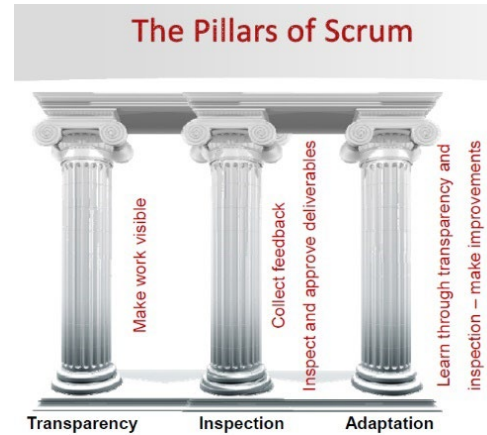 The Pillars of Scrum
Make work visible
Collect feedback
Inspect and approve deliverables
Learn through transparency and
inspection – make improvements
Transparency
Inspection
Adaptation